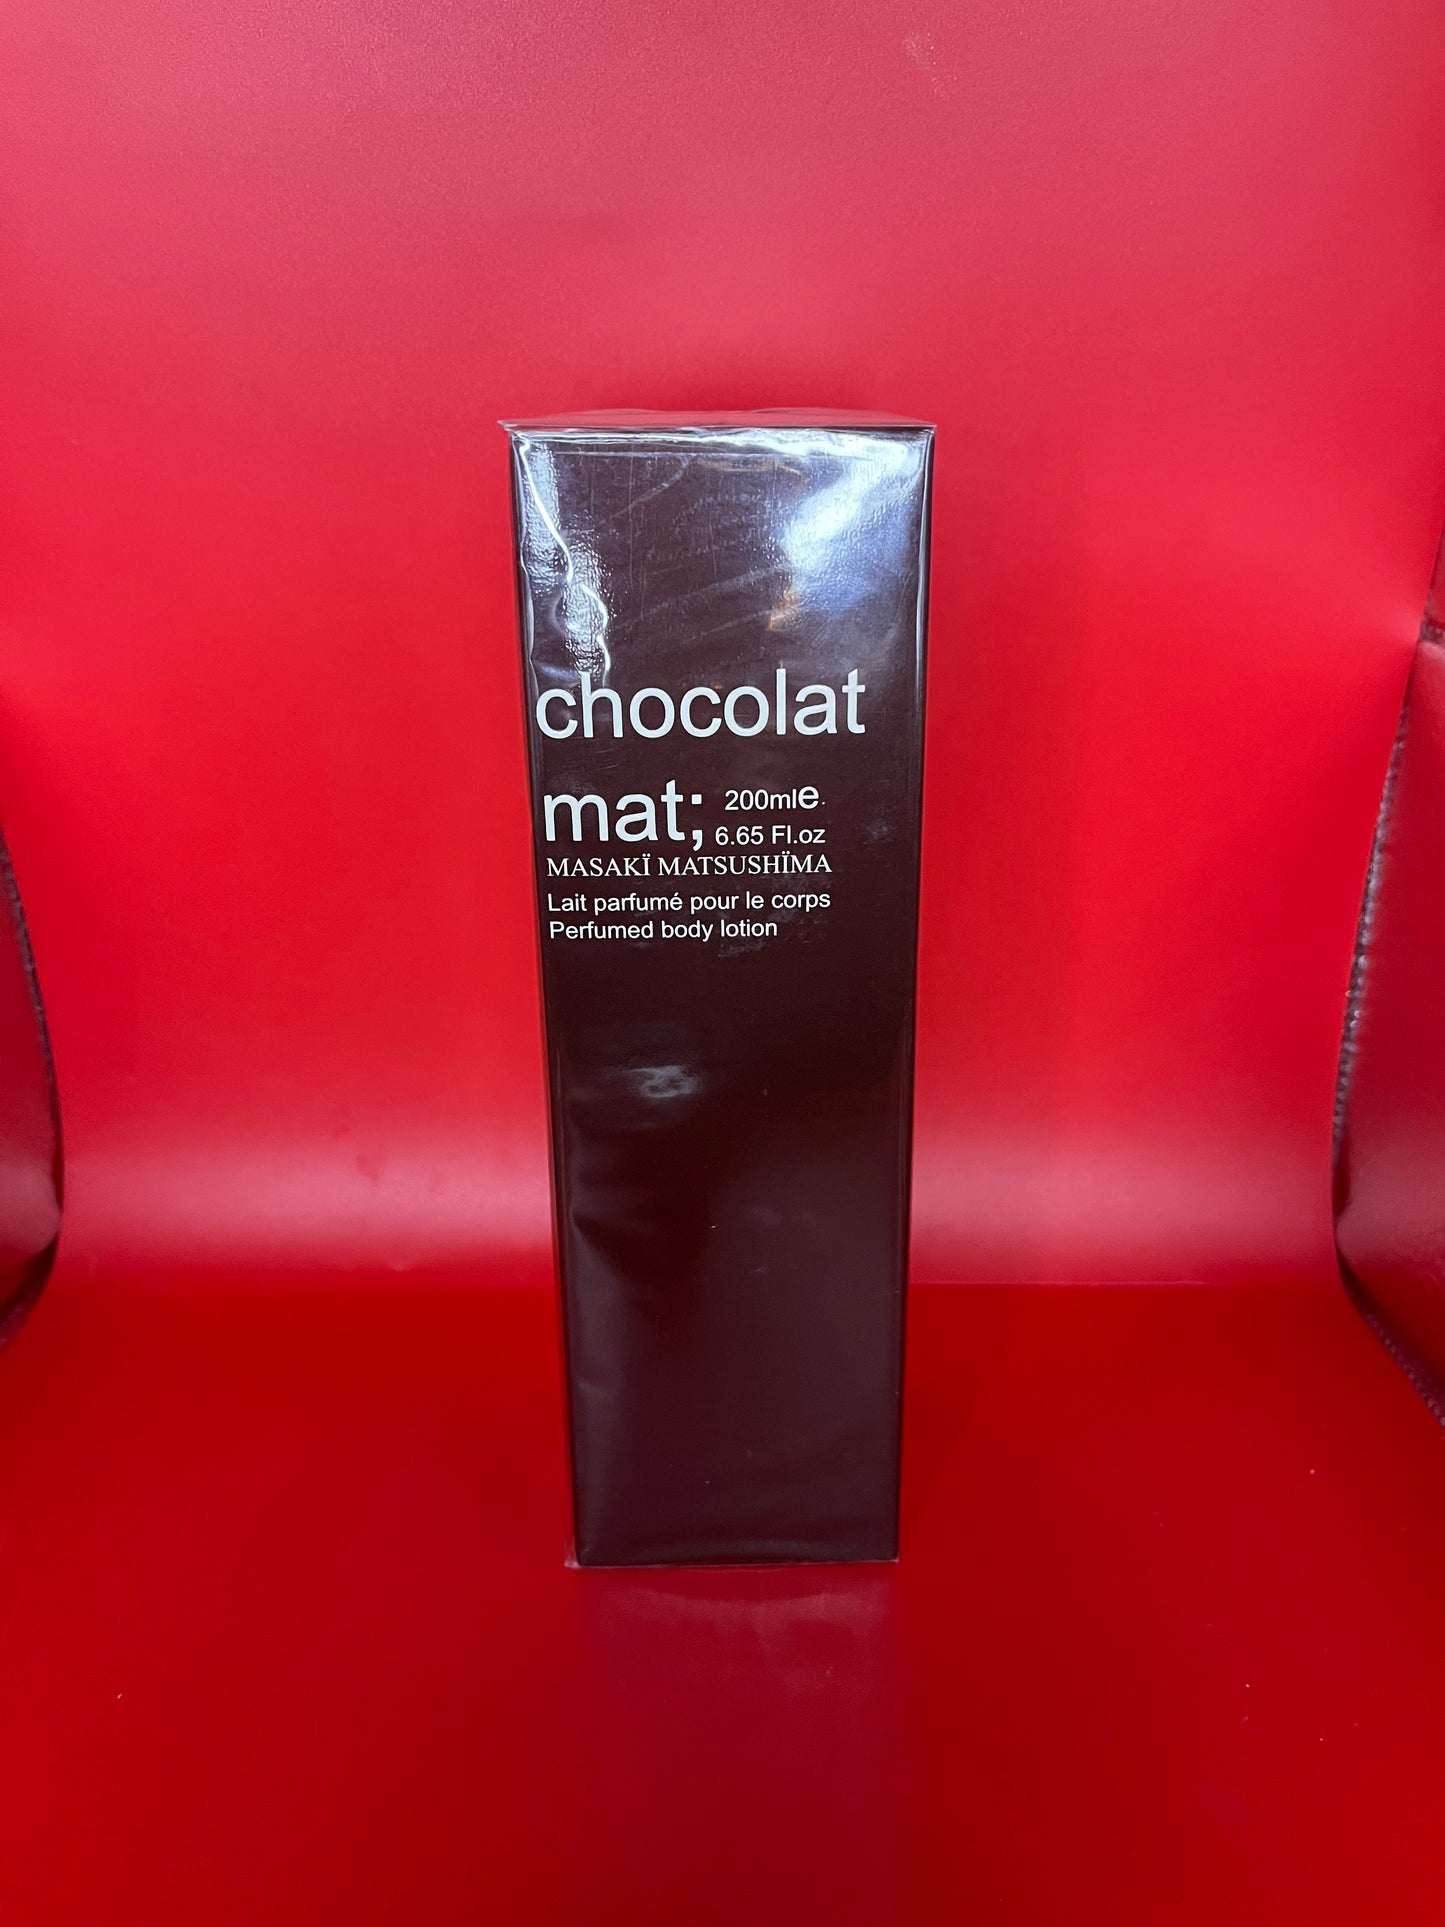 chocolat
mat; 200ml℮
6.65 Fl.oz
MASAKÏ MATSUSHÏMA
Lait parfumé pour le corps
Perfumed body lotion